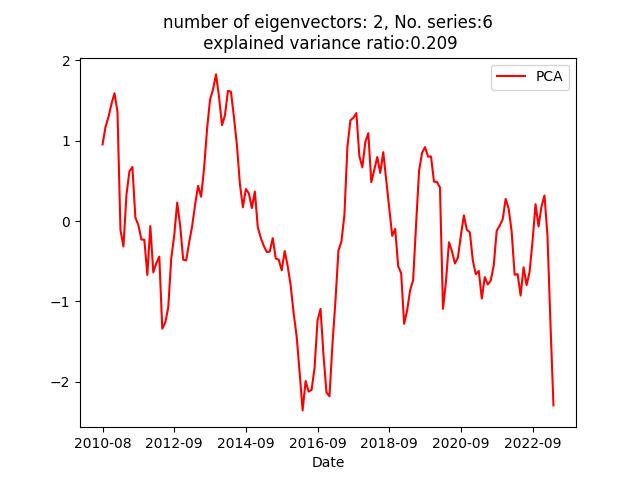 number of eigenvectors: 2, No. series:6
explained variance ratio:0.209
PCA
2
1
0
−1
−2
2010-08 2012-09 2014-09 2016-09 2018-09 2020-09 2022-09
Date